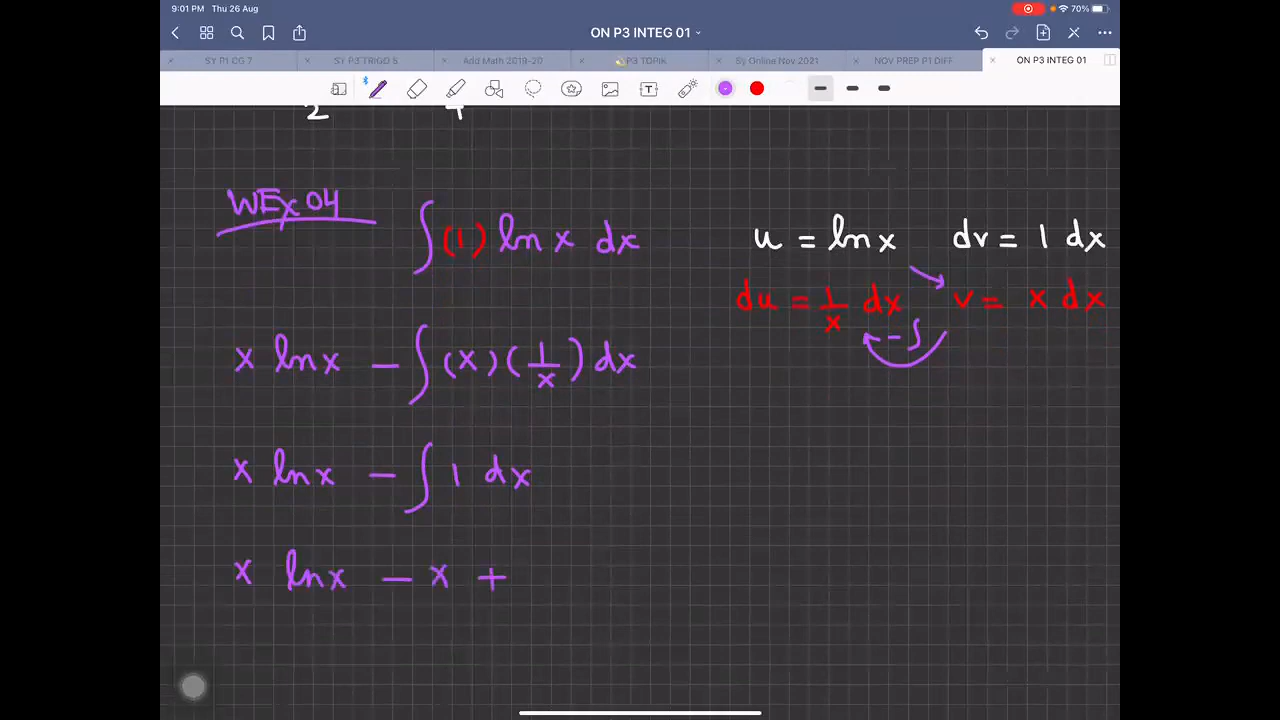 9:01 PM Thu 26 Aug
70%
ON P3 INTEG 01
SY P1 CG 7
SY P3 TRIGO 5
Add Math 2019-20
P3 TOPIK
Sy Online Nov 2021
NOV PREP P1 DIFF
ON P3 INTEG 01
2 4
WEx 04
∫ (1) ln x dx
u = ln x dv = 1 dx
du = 1/x dx v = x dx
- ∫
x ln x - ∫ (x) (1/x) dx
x ln x - ∫ 1 dx
x ln x - x +